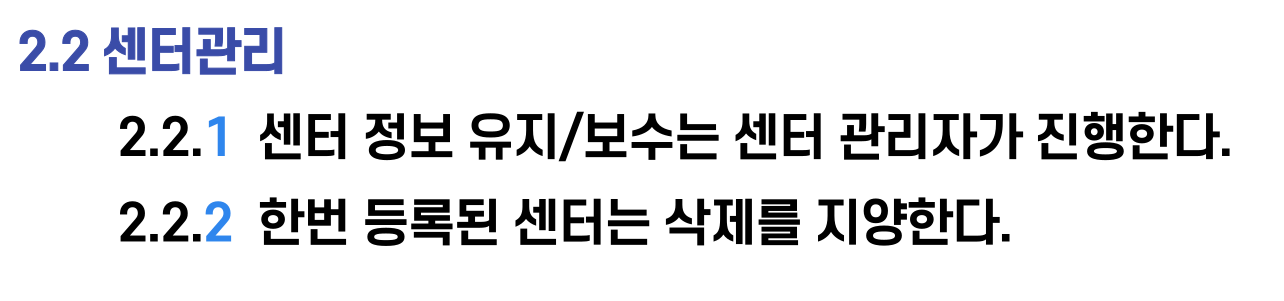 2.2 센터관리
2.2.1 센터 정보 유지/보수는 센터 관리자가 진행한다.
2.2.2 한번 등록된 센터는 삭제를 지양한다.